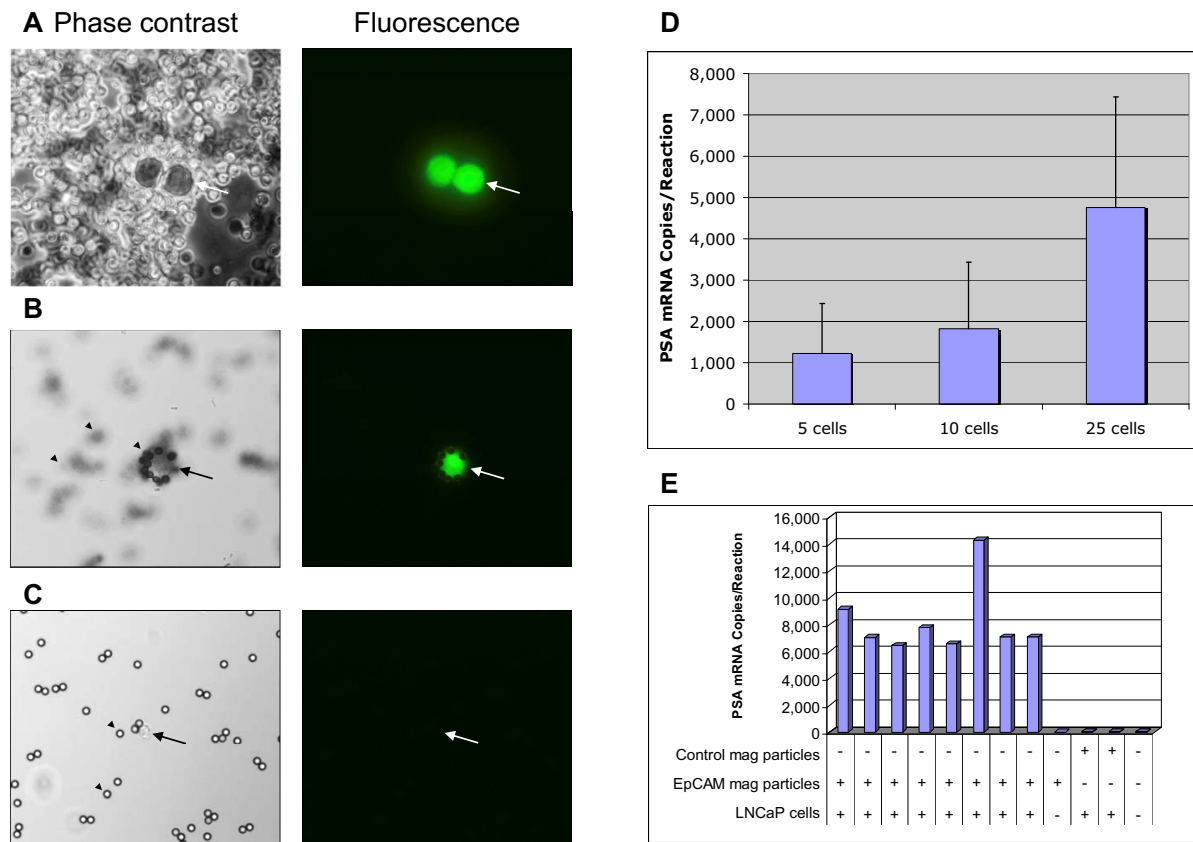 A Phase contrast
Fluorescence
B
C
D
PSA mRNA Copies/Reaction
8,000
7,000
6,000
5,000
4,000
3,000
2,000
1,000
0
5 cells 10 cells 25 cells
E
PSA mRNA Copies/Reaction
16,000
14,000
12,000
10,000
8,000
6,000
4,000
2,000
0
Control mag particles - - - - - - - - - + + -
EpCAM mag particles + + + + + + + + + - - -
LNCaP cells + + + + + + + + - + + -